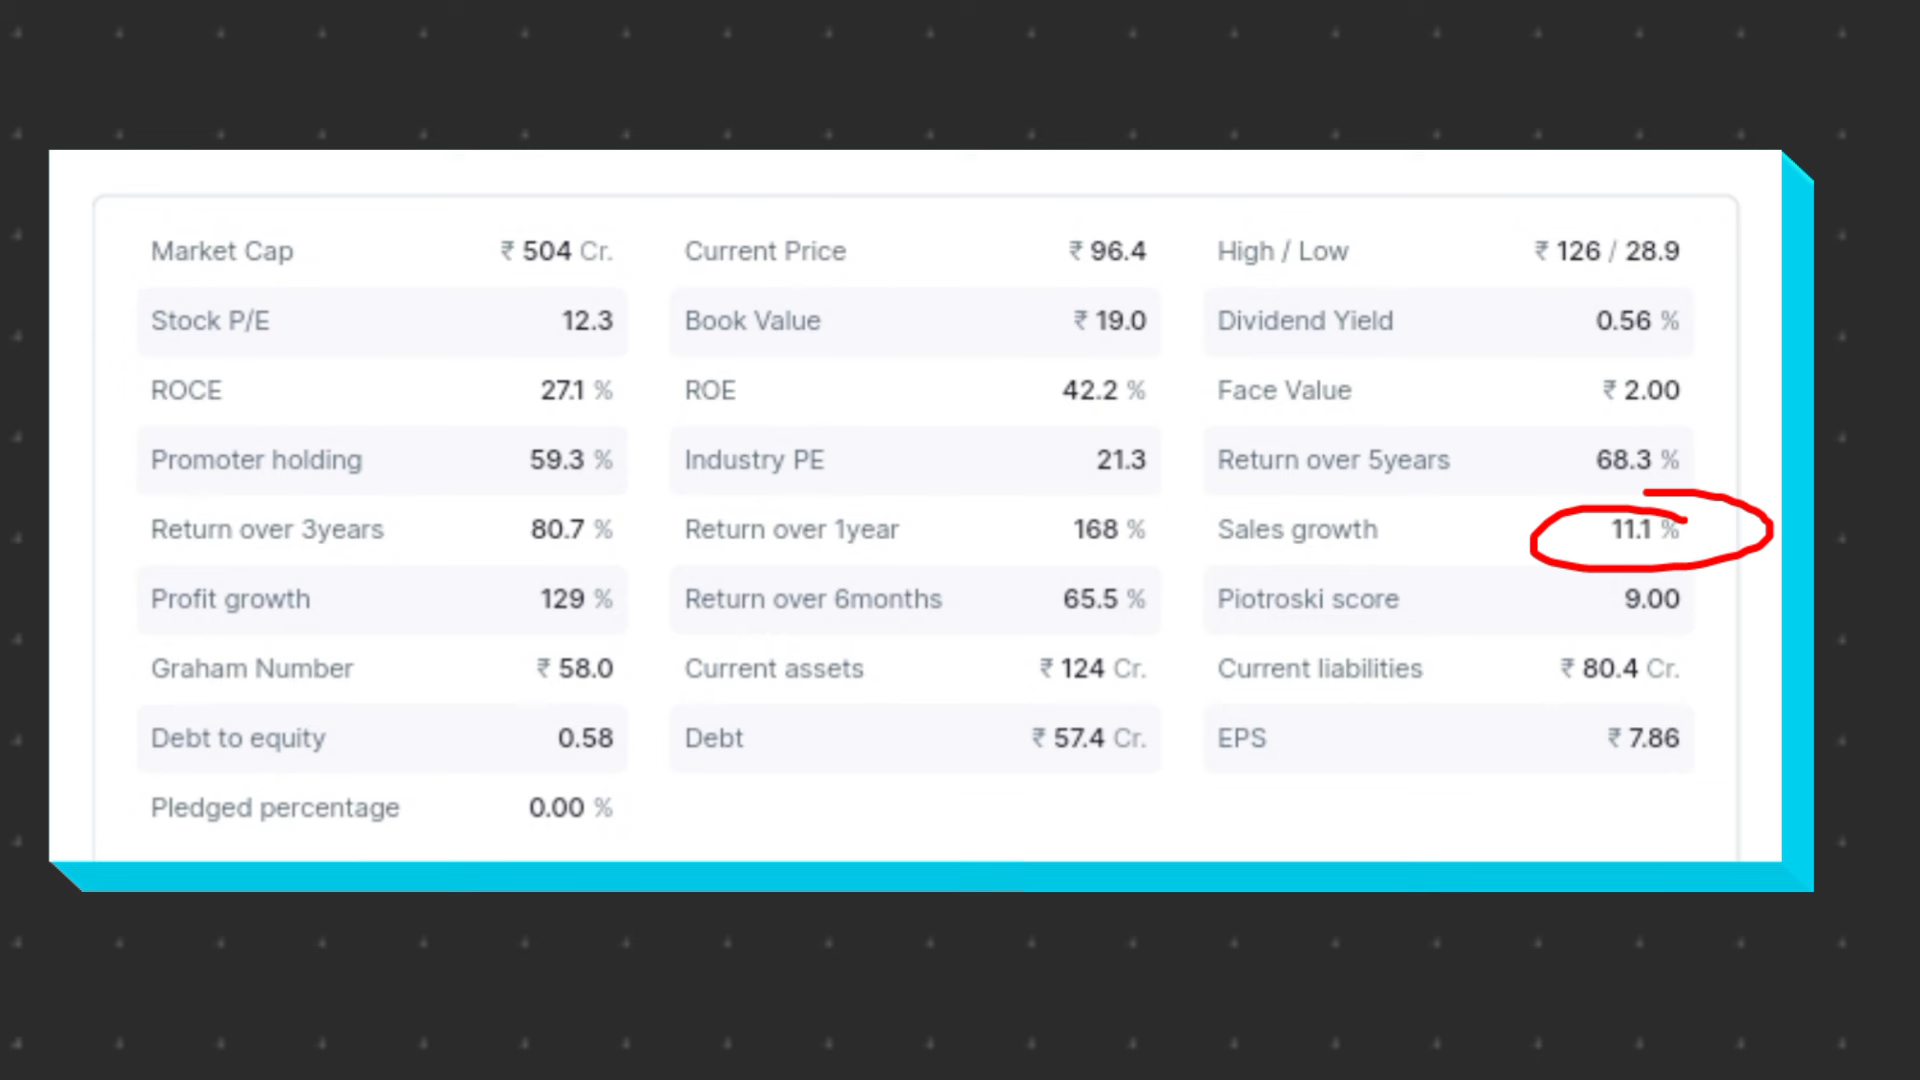 Market Cap ₹ 504 Cr. Current Price ₹ 96.4 High / Low ₹ 126 / 28.9
Stock P/E 12.3 Book Value ₹ 19.0 Dividend Yield 0.56 %
ROCE 27.1 % ROE 42.2 % Face Value ₹ 2.00
Promoter holding 59.3 % Industry PE 21.3 Return over 5years 68.3 %
Return over 3years 80.7 % Return over 1year 168 % Sales growth 11.1 %
Profit growth 129 % Return over 6months 65.5 % Piotroski score 9.00
Graham Number ₹ 58.0 Current assets ₹ 124 Cr. Current liabilities ₹ 80.4 Cr.
Debt to equity 0.58 Debt ₹ 57.4 Cr. EPS ₹ 7.86
Pledged percentage 0.00 %